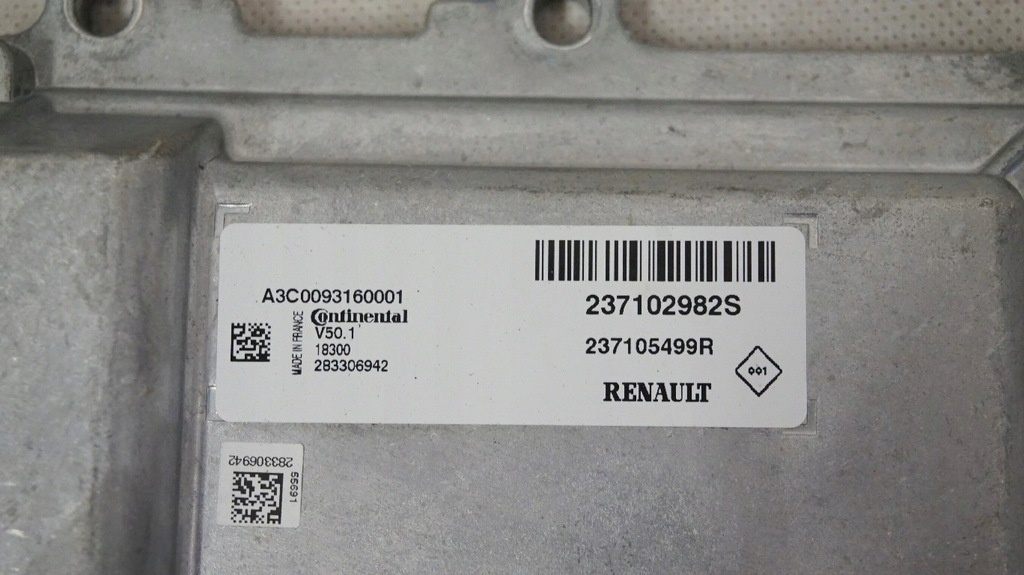 A3C0093160001
MADE IN FRANCE
Continental
V50.1
18300
283306942
237102982S
237105499R
RENAULT
001
283306942
55691